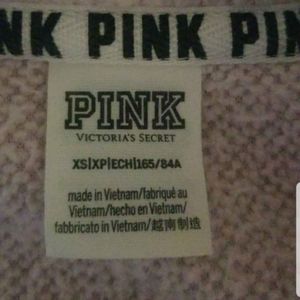 NK PINK PINK
PINK
VICTORIA'S SECRET
XS|XP|ECH|165/84A
made in Vietnam/fabriqué au
Vietnam/hecho en Vietnam/
fabbricato in Vietnam/越南制造